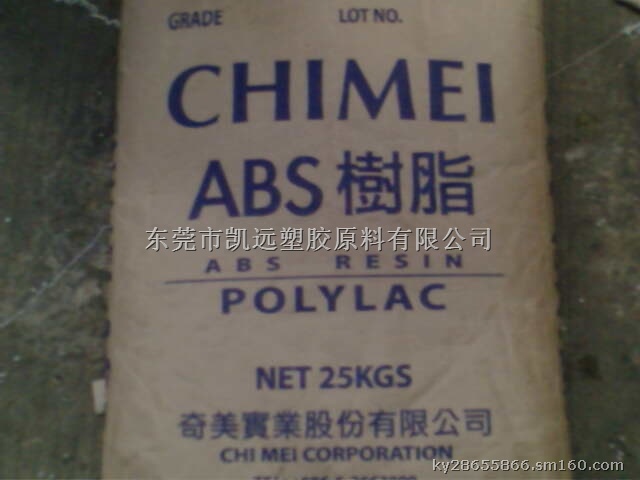 GRADE LOT NO.
CHIMEI
ABS 樹脂
东莞市凯远塑胶原料有限公司
ABS RESIN
POLYLAC
NET 25KGS
奇美實業股份有限公司
CHI MEI CORPORATION
ky28655866.sm160.com